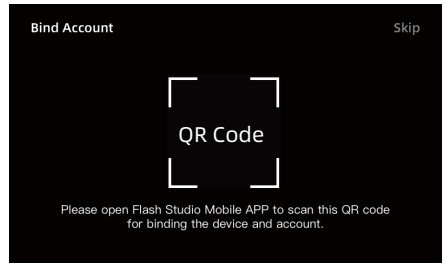 Bind Account
Skip
QR Code
Please open Flash Studio Mobile APP to scan this QR code
for binding the device and account.